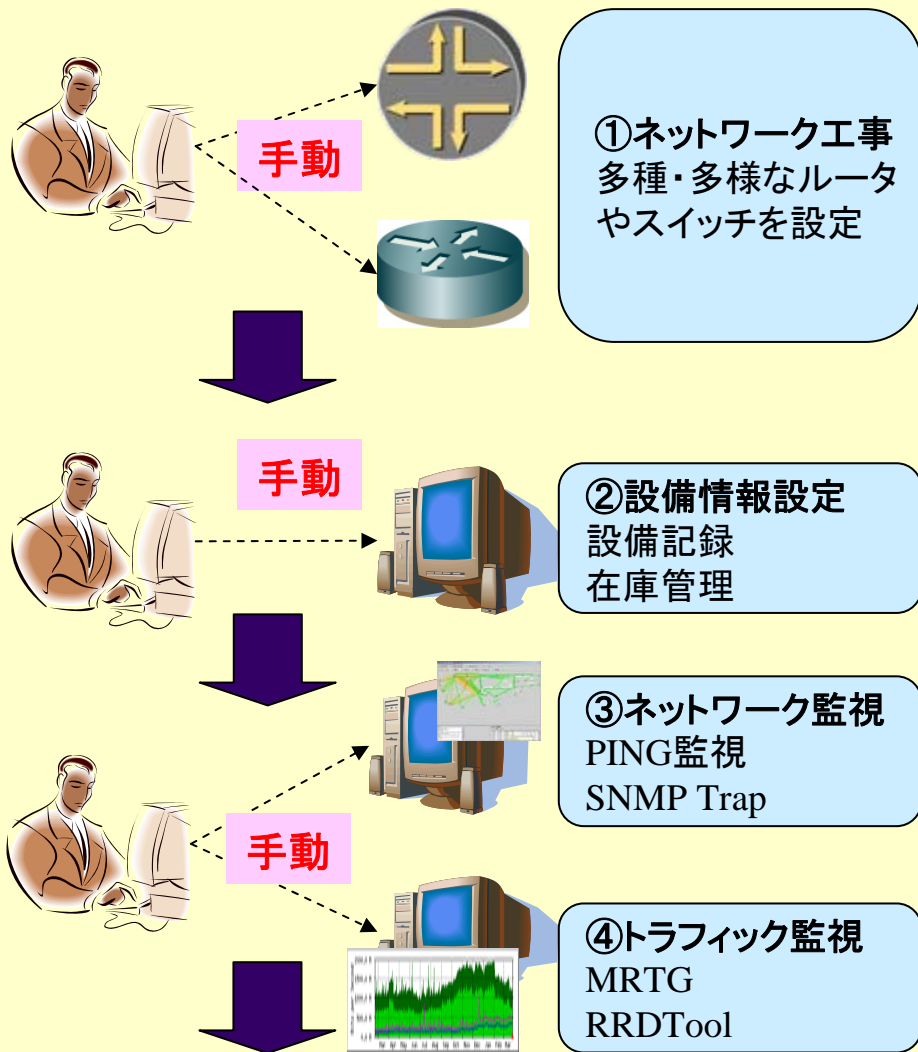 手動
①ネットワーク工事
多種・多様なルータ
やスイッチを設定
手動
②設備情報設定
設備記録
在庫管理
手動
③ネットワーク監視
PING監視
SNMP Trap
④トラフィック監視
MRTG
RRDTool